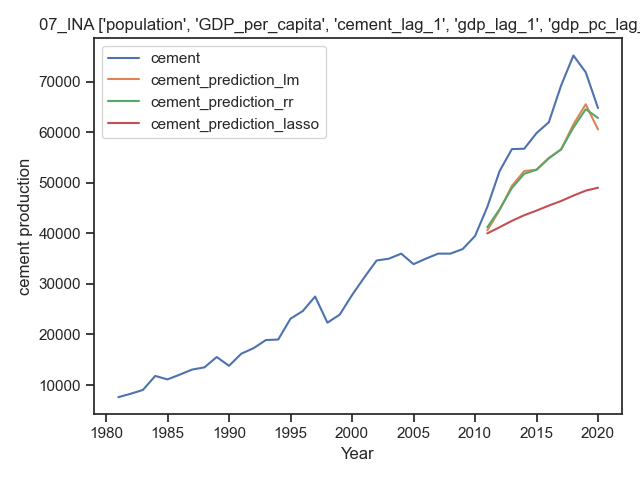 07_INA ['population', 'GDP_per_capita', 'cement_lag_1', 'gdp_lag_1', 'gdp_pc_lag_
cement
cement_prediction_lm
cement_prediction_rr
cement_prediction_lasso
cement production
70000
60000
50000
40000
30000
20000
10000
1980 1985 1990 1995 2000 2005 2010 2015 2020
Year